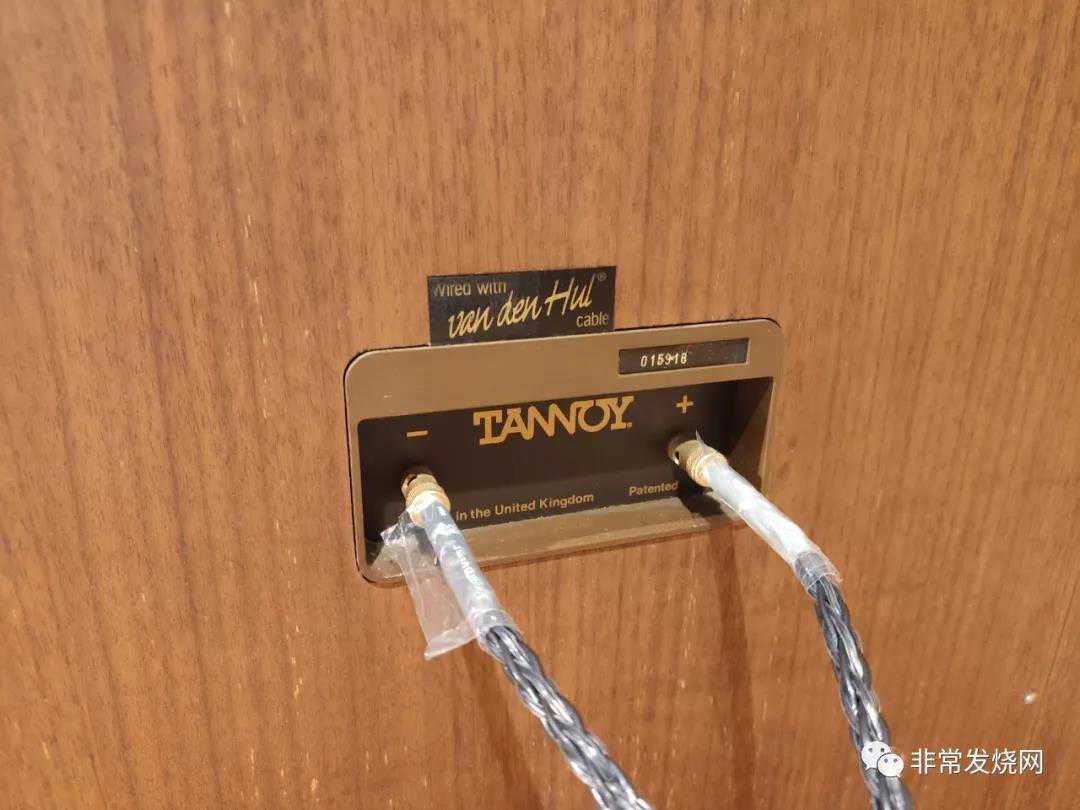 Wired with
van den Hul®
cable
015918
TANNOY®
− +
in the United Kingdom
Patented
非常发烧网